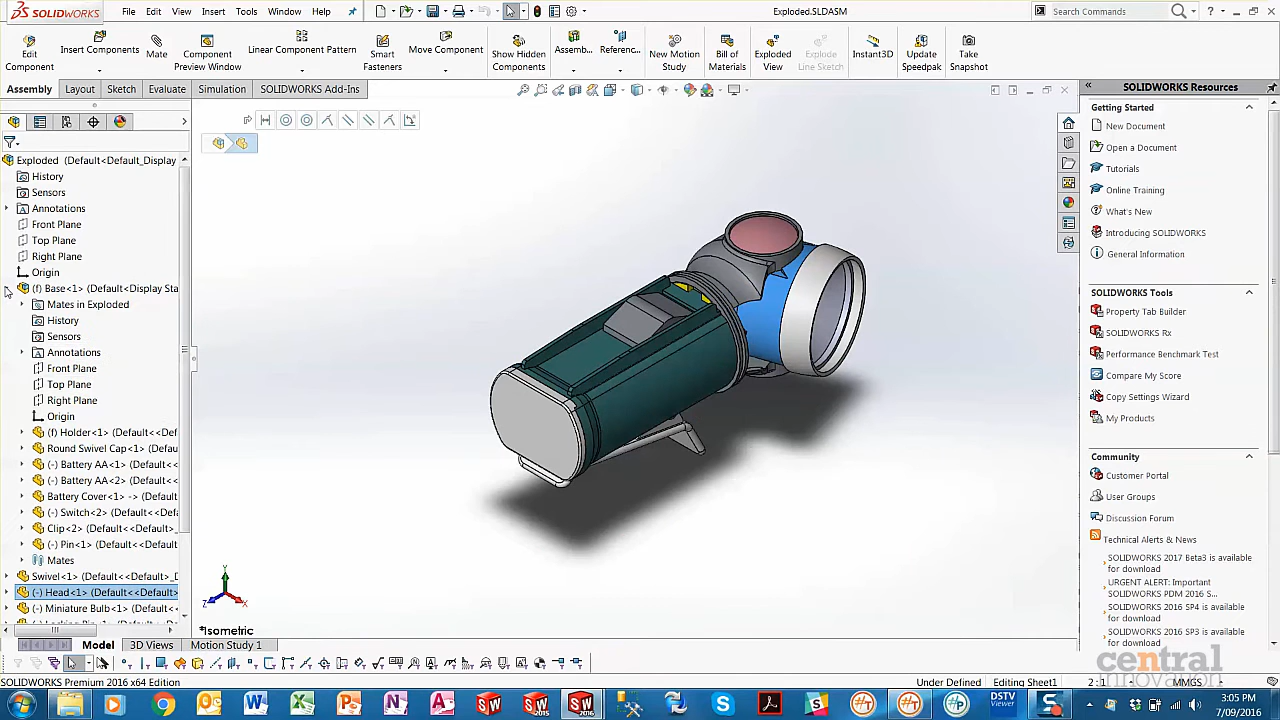 SOLIDWORKS File Edit View Insert Tools Window Help Exploded.SLDASM Search Commands
Edit Component
Insert Components
Mate
Component Preview Window
Linear Component Pattern
Smart Fasteners
Move Component
Show Hidden Components
Assemb...
Referenc...
New Motion Study
Bill of Materials
Exploded View
Explode Line Sketch
Instant3D
Update Speedpak
Take Snapshot
Assembly Layout Sketch Evaluate Simulation SOLIDWORKS Add-Ins
Exploded (Default<Default_Display
History
Sensors
Annotations
Front Plane
Top Plane
Right Plane
Origin
(f) Base<1> (Default<Display Sta
Mates in Exploded
History
Sensors
Annotations
Front Plane
Top Plane
Right Plane
Origin
(f) Holder<1> (Default<<Def
Round Swivel Cap<1> (Def
(-) Battery AA<1> (Default<<
(-) Battery AA<2> (Default<<
Battery Cover<1> -> (Default
(-) Switch<2> (Default<<Def
Clip<2> (Default<<Default>_
(-) Pin<1> (Default<<Default
Mates
Swivel<1> (Default<<Default>_D
(-) Head<1> (Default<<Default>
(-) Miniature Bulb<1> (Default
*Isometric
Model 3D Views Motion Study 1
SOLIDWORKS Premium 2016 x64 Edition
Under Defined Editing Sheet1 2 : 1 MMGS
SOLIDWORKS Resources
Getting Started
New Document
Open a Document
Tutorials
Online Training
What's New
Introducing SOLIDWORKS
General Information
SOLIDWORKS Tools
Property Tab Builder
SOLIDWORKS Rx
Performance Benchmark Test
Compare My Score
Copy Settings Wizard
My Products
Community
Customer Portal
User Groups
Discussion Forum
Technical Alerts & News
SOLIDWORKS 2017 Beta3 is available for download
URGENT ALERT: Important SOLIDWORKS PDM 2016 S...
SOLIDWORKS 2016 SP4 is available for download
SOLIDWORKS 2016 SP3 is available for download
central innovation
DSTV Viewer
3:05 PM
7/09/2016